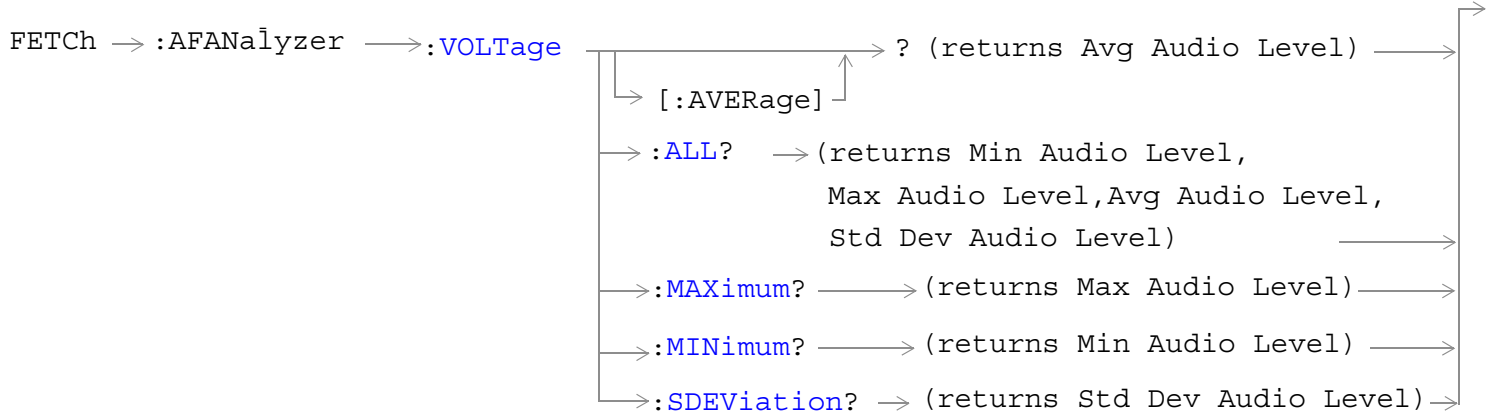 FETCh :AFANalyzer :VOLTage ? (returns Avg Audio Level)
[:AVERage]
:ALL? (returns Min Audio Level,
Max Audio Level,Avg Audio Level,
Std Dev Audio Level)
:MAXimum? (returns Max Audio Level)
:MINimum? (returns Min Audio Level)
:SDEViation? (returns Std Dev Audio Level)